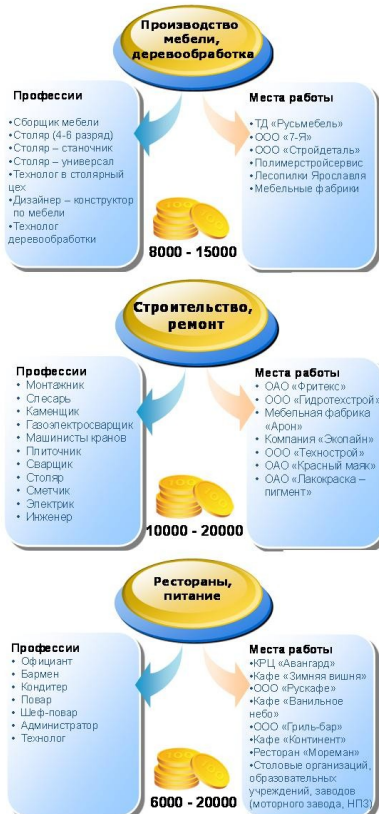 Производство
мебели,
деревообработка
Профессии
•Сборщик мебели
•Столяр (4-6 разряд)
•Столяр – станочник
•Столяр – универсал
•Технолог в столярный
цех
•Дизайнер – конструктор
по мебели
•Технолог
деревообработки
Места работы
•ТД «Русьмебель»
•ООО «7-Я»
•ООО «Стройдеталь»
•Полимерстройсервис
•Лесопилки Ярославля
•Мебельные фабрики
8000 - 15000
Строительство,
ремонт
Профессии
• Монтажник
• Слесарь
• Каменщик
• Газоэлектросварщик
• Машинисты кранов
• Плиточник
• Сварщик
• Столяр
• Сметчик
• Электрик
• Инженер
Места работы
• ОАО «Фритекс»
• ООО «Гидротехстрой»
• Мебельная фабрика
«Арон»
• Компания «Эколайн»
• ООО «Технострой»
• ОАО «Красный маяк»
• ОАО «Лакокраска –
пигмент»
10000 - 20000
Рестораны,
питание
Профессии
• Официант
• Бармен
• Кондитер
• Повар
• Шеф-повар
• Администратор
• Технолог
Места работы
•КРЦ «Авангард»
•Кафе «Зимняя вишня»
•ООО «Рускафе»
•Кафе «Ванильное
небо»
•ООО «Гриль-бар»
•Кафе «Континент»
•Ресторан «Мореман»
•Столовые организаций,
образовательных
учреждений, заводов
(моторного завода, НПЗ)
6000 - 20000